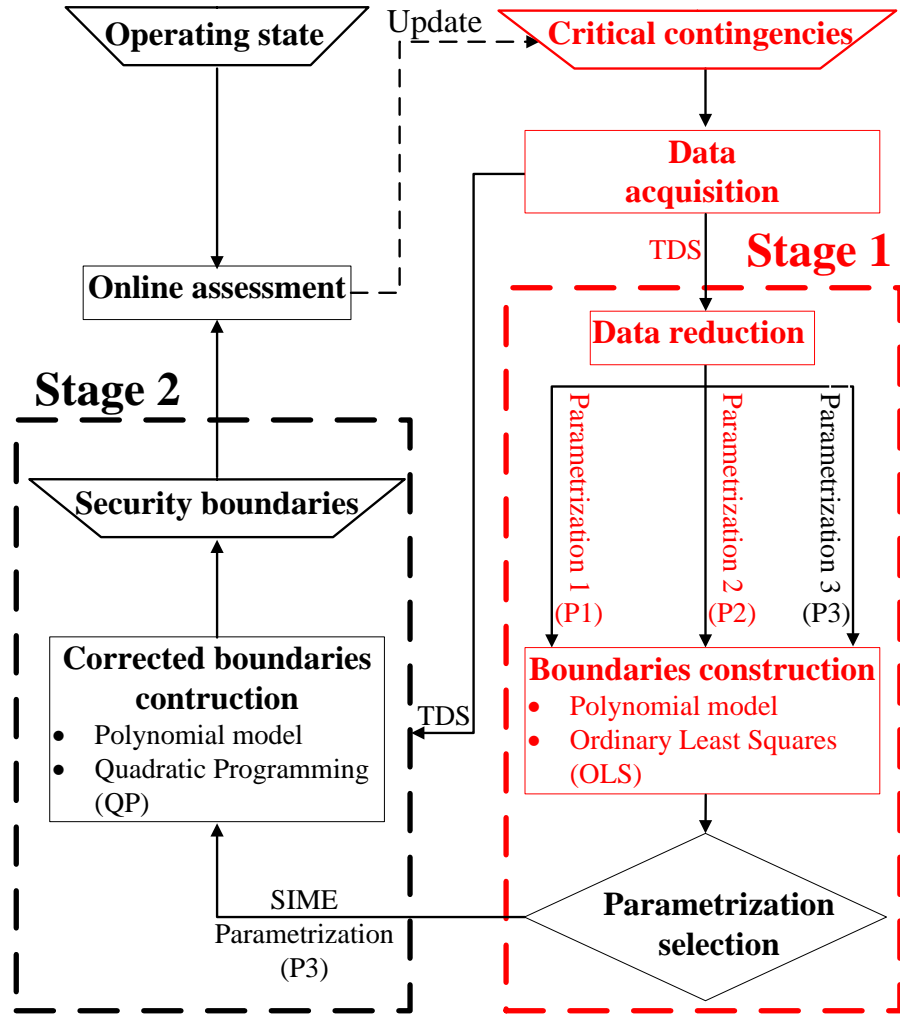 Operating state
Update
Critical contingencies
Data
acquisition
TDS
Stage 1
Online assessment
Data reduction
Stage 2
Parametrization 1
(P1)
Parametrization 2
(P2)
Parametrization 3
(P3)
Security boundaries
Boundaries construction
• Polynomial model
• Ordinary Least Squares
(OLS)
Corrected boundaries
contruction
• Polynomial model
• Quadratic Programming
(QP)
TDS
SIME
Parametrization
(P3)
Parametrization
selection